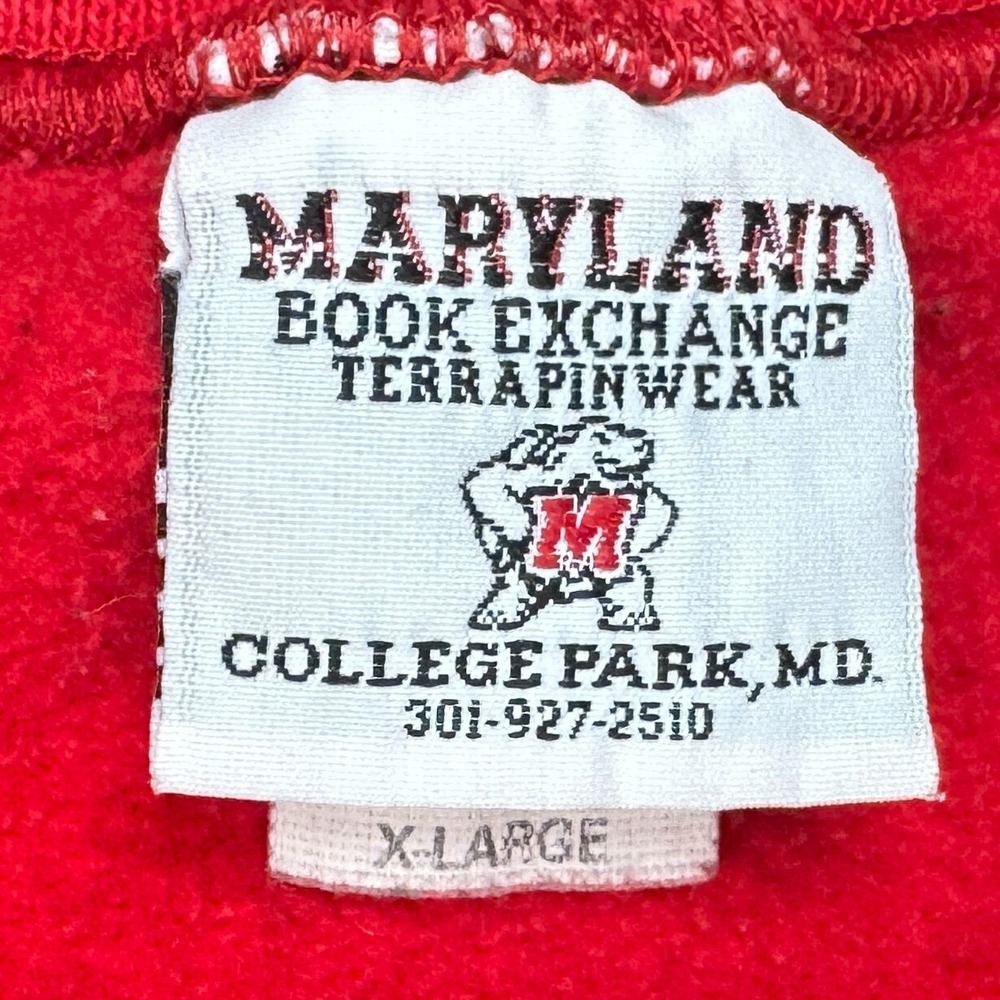 MARYLAND
BOOK EXCHANGE
TERRAPINWEAR
M
COLLEGE PARK, MD.
301-927-2510
X-LARGE